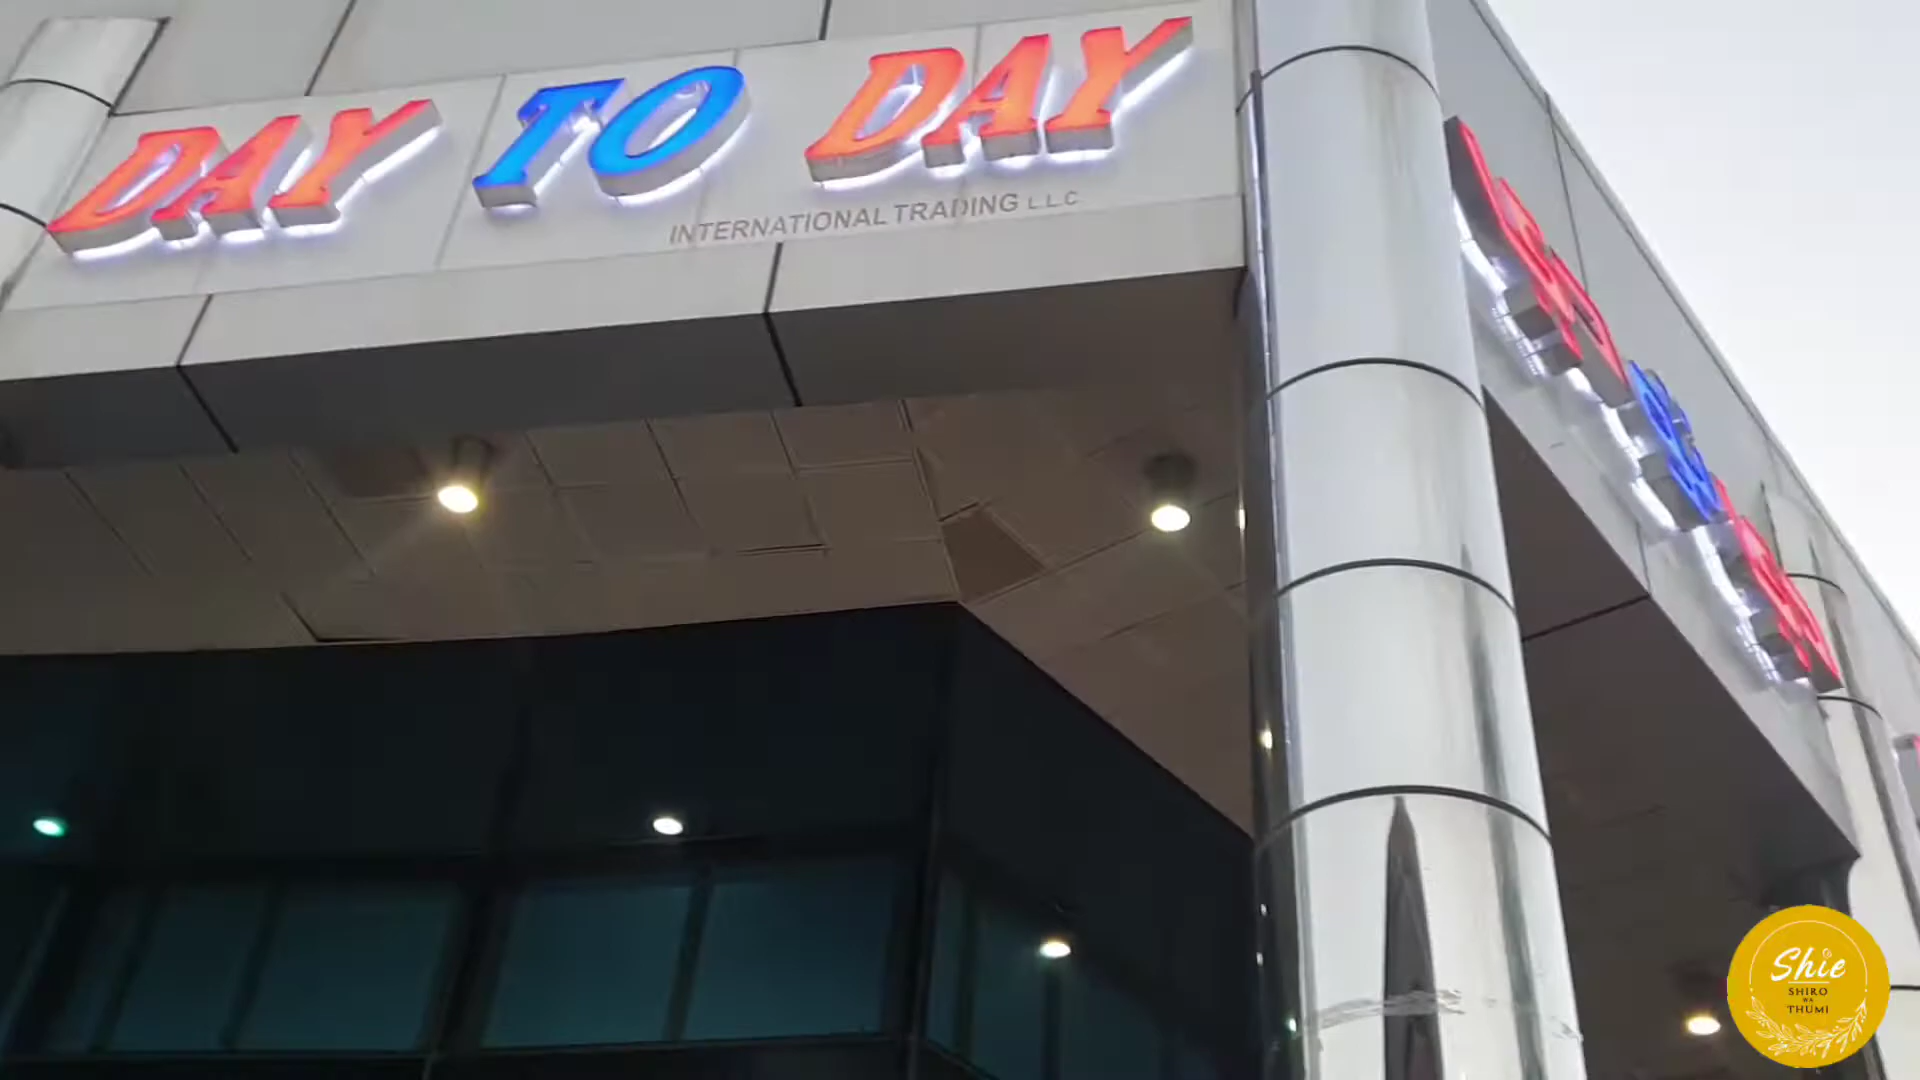 DAY TO DAY
INTERNATIONAL TRADING L.L.C
Shie
SHIRO
WA
THUMI